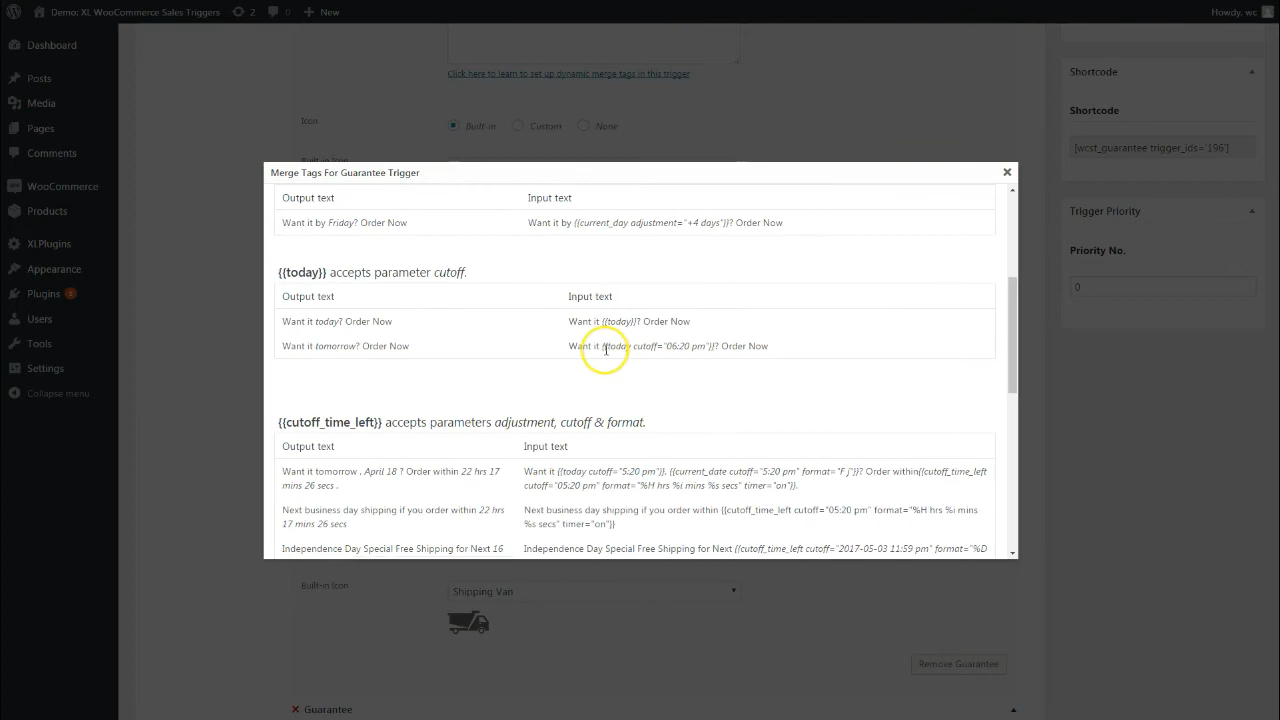 Demo: XL WooCommerce Sales Triggers 2 0 New Howdy, wc
Dashboard
Posts
Media
Pages
Comments
WooCommerce
Products
XLPlugins
Appearance
Plugins
Users
Tools
Settings
Collapse menu
Click here to learn to set up dynamic merge tags in this trigger
Icon Built-in Custom None
Merge Tags For Guarantee Trigger
Output text Input text
Want it by Friday? Order Now Want it by {{current_day adjustment="+4 days"}}? Order Now
{{today}} accepts parameter cutoff.
Output text Input text
Want it today? Order Now Want it {{today}}? Order Now
Want it tomorrow? Order Now Want it {{today cutoff="06:20 pm"}}? Order Now
{{cutoff_time_left}} accepts parameters adjustment, cutoff & format.
Output text Input text
Want it tomorrow , April 18 ? Order within 22 hrs 17 Want it {{today cutoff="5:20 pm"}}, {{current_date cutoff="5:20 pm" format="F j"}}? Order within{{cutoff_time_left
mins 26 secs . cutoff="05:20 pm" format="%H hrs %i mins %s secs" timer="on"}}.
Next business day shipping if you order within 22 hrs Next business day shipping if you order within {{cutoff_time_left cutoff="05:20 pm" format="%H hrs %i mins
17 mins 26 secs %s secs" timer="on"}}
Independence Day Special Free Shipping for Next 16 Independence Day Special Free Shipping for Next {{cutoff_time_left cutoff="2017-05-03 11:59 pm" format="%D
Built-in Icon Shipping Van
Remove Guarantee
Guarantee
Shortcode
Shortcode
[wcst_guarantee trigger_ids='196']
Trigger Priority
Priority No.
0